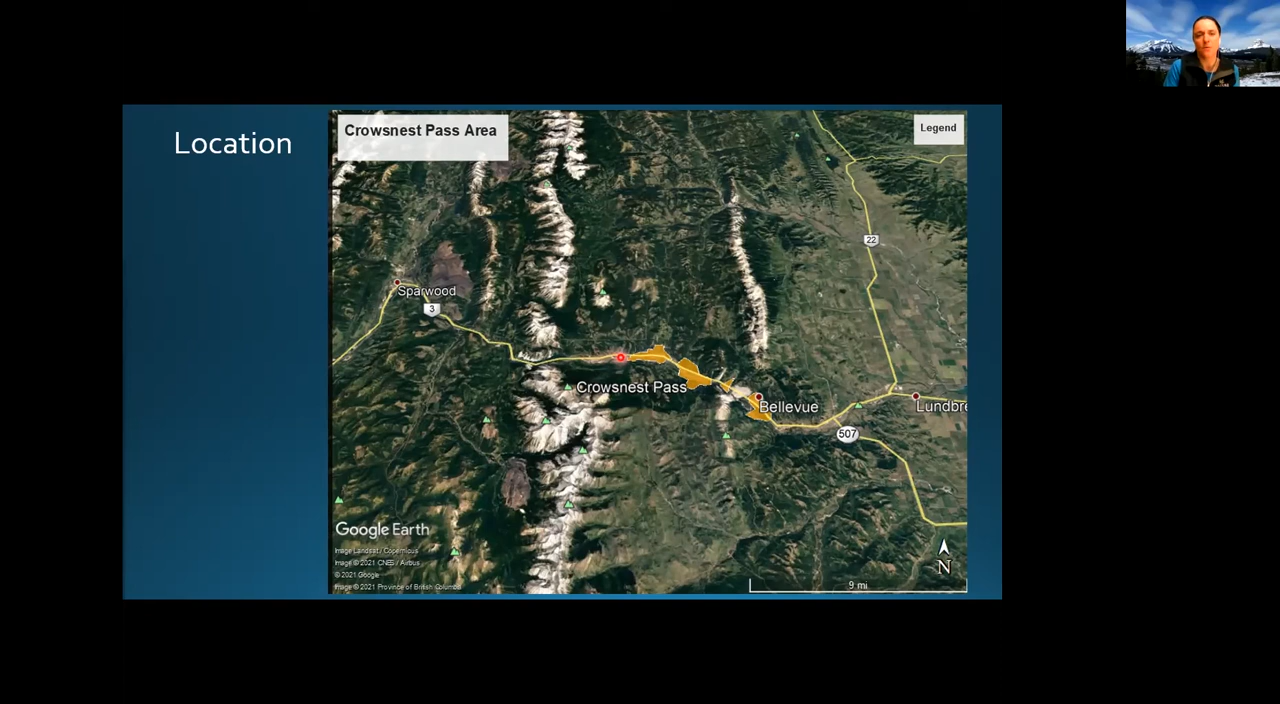 Location
Crowsnest Pass Area
Legend
22
Sparwood
3
Crowsnest Pass
Bellevue
Lundbre
507
Google Earth
Image Landsat / Copernicus
Image © 2021 CNES / Airbus
© 2021 Google
Image © 2021 Province of British Columbia
N
9 mi